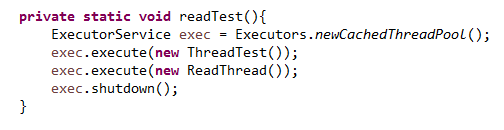 private static void readTest(){
ExecutorService exec = Executors.newCachedThreadPool();
exec.execute(new ThreadTest());
exec.execute(new ReadThread());
exec.shutdown();
}